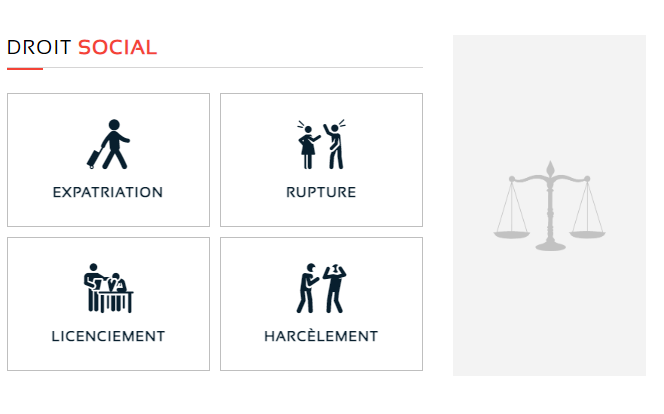 DROIT SOCIAL
EXPATRIATION
RUPTURE
LICENCIEMENT
HARCÈLEMENT